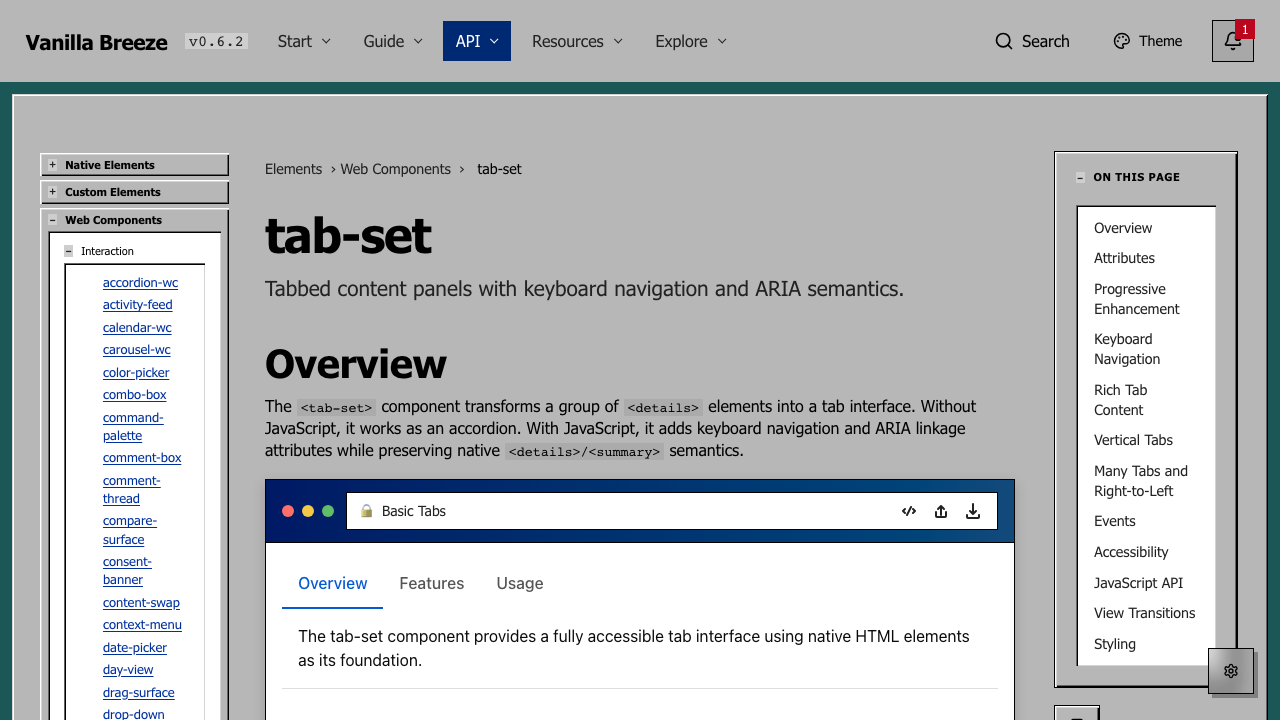 Vanilla Breeze
v0.6.2
Start
Guide
API
Resources
Explore
Search
Theme
1
+ Native Elements
+ Custom Elements
− Web Components
− Interaction
accordion-wc
activity-feed
calendar-wc
carousel-wc
color-picker
combo-box
command-
palette
comment-box
comment-
thread
compare-
surface
consent-
banner
content-swap
context-menu
date-picker
day-view
drag-surface
drop-down
Elements › Web Components › tab-set
tab-set
Tabbed content panels with keyboard navigation and ARIA semantics.
Overview
The <tab-set> component transforms a group of <details> elements into a tab interface. Without
JavaScript, it works as an accordion. With JavaScript, it adds keyboard navigation and ARIA linkage
attributes while preserving native <details>/<summary> semantics.
Basic Tabs
Overview
Features
Usage
The tab-set component provides a fully accessible tab interface using native HTML elements
as its foundation.
− ON THIS PAGE
Overview
Attributes
Progressive
Enhancement
Keyboard
Navigation
Rich Tab
Content
Vertical Tabs
Many Tabs and
Right-to-Left
Events
Accessibility
JavaScript API
View Transitions
Styling